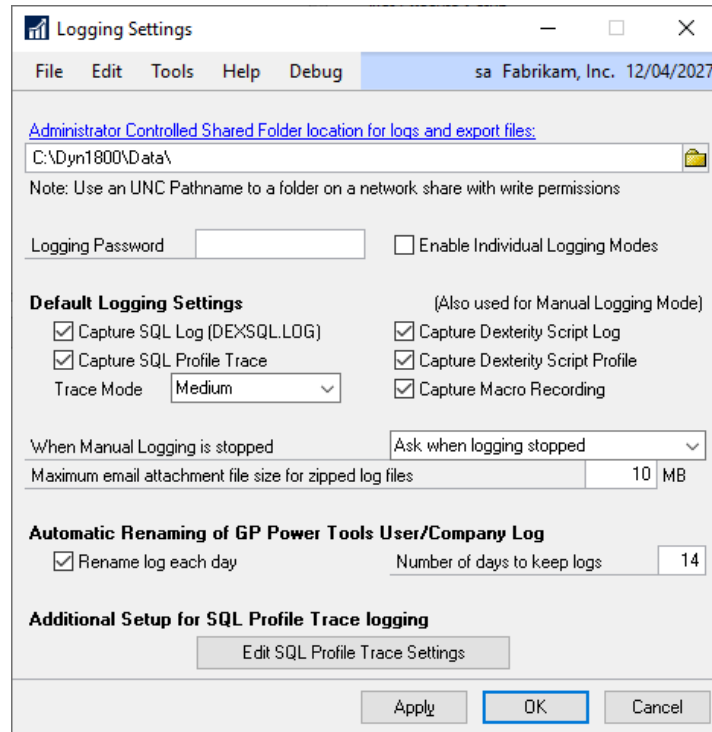 Logging Settings
File Edit Tools Help Debug sa Fabrikam, Inc. 12/04/2027
Administrator Controlled Shared Folder location for logs and export files:
C:\Dyn1800\Data\
Note: Use an UNC Pathname to a folder on a network share with write permissions
Logging Password Enable Individual Logging Modes
Default Logging Settings (Also used for Manual Logging Mode)
Capture SQL Log (DEXSQL.LOG) Capture Dexterity Script Log
Capture SQL Profile Trace Capture Dexterity Script Profile
Trace Mode Medium Capture Macro Recording
When Manual Logging is stopped Ask when logging stopped
Maximum email attachment file size for zipped log files 10 MB
Automatic Renaming of GP Power Tools User/Company Log
Rename log each day Number of days to keep logs 14
Additional Setup for SQL Profile Trace logging
Edit SQL Profile Trace Settings
Apply OK Cancel